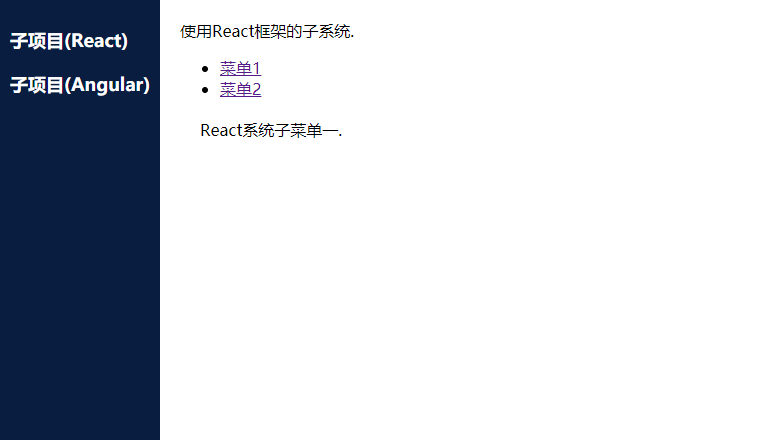 子项目(React)
子项目(Angular)
使用React框架的子系统.
菜单1
菜单2
React系统子菜单一.